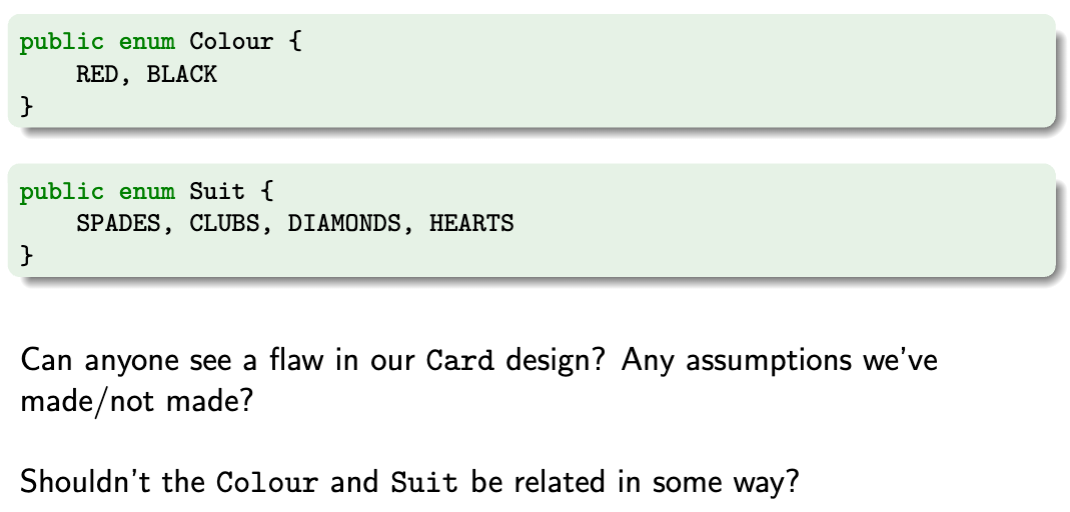 public enum Colour {
    RED, BLACK
}
public enum Suit {
    SPADES, CLUBS, DIAMONDS, HEARTS
}
Can anyone see a flaw in our Card design? Any assumptions we've
made/not made?
Shouldn't the Colour and Suit be related in some way?